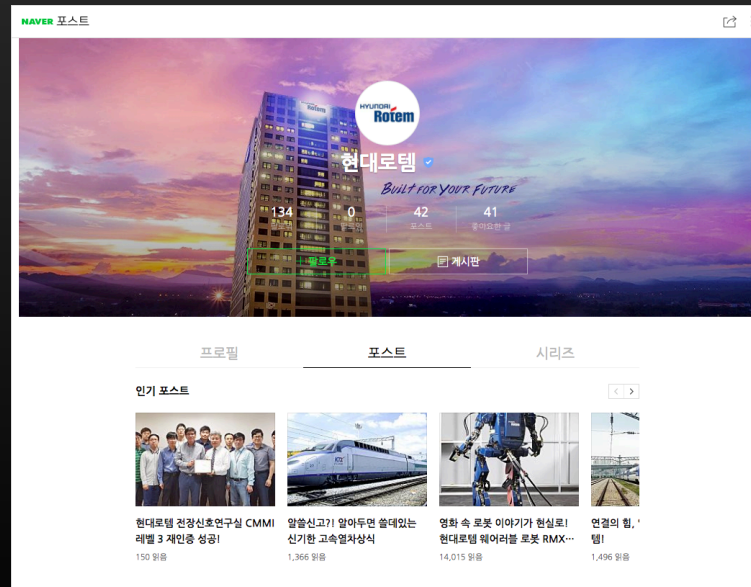 NAVER 포스트
HYUNDAI
Rotem
현대로템
BUILT FOR YOUR FUTURE
134 0 42 41
팔로워 팔로잉 포스트 좋아요한 글
+ 팔로우 게시판
프로필 포스트 시리즈
인기 포스트
현대로템 전장신호연구실 CMMI
레벨 3 재인증 성공!
150 읽음
알쓸신고?! 알아두면 쓸데있는
신기한 고속열차상식
1,366 읽음
영화 속 로봇 이야기가 현실로!
현대로템 웨어러블 로봇 RMX…
14,015 읽음
연결의 힘, '
템!
1,496 읽음